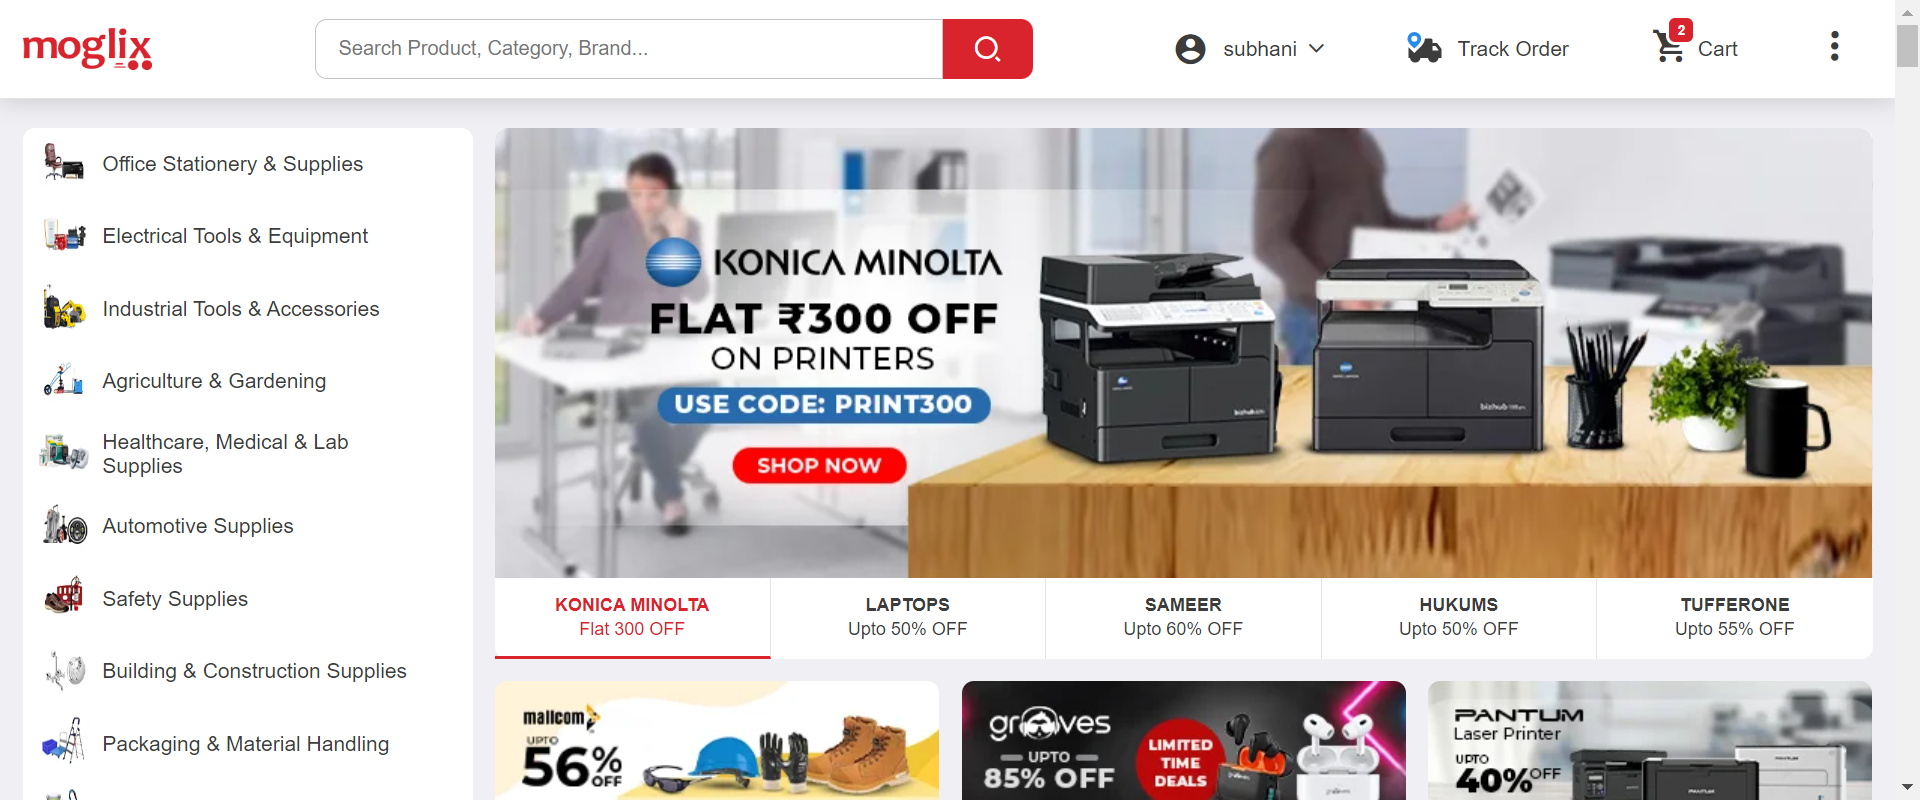 moglix
Search Product, Category, Brand...
subhani
Track Order
2
Cart
Office Stationery & Supplies
Electrical Tools & Equipment
Industrial Tools & Accessories
Agriculture & Gardening
Healthcare, Medical & Lab
Supplies
Automotive Supplies
Safety Supplies
Building & Construction Supplies
Packaging & Material Handling
KONICA MINOLTA
FLAT ₹300 OFF
ON PRINTERS
USE CODE: PRINT300
SHOP NOW
KONICA MINOLTA
Flat 300 OFF
LAPTOPS
Upto 50% OFF
SAMEER
Upto 60% OFF
HUKUMS
Upto 50% OFF
TUFFERONE
Upto 55% OFF
mallcom
UPTO
56% OFF
grooves
UPTO
85% OFF
LIMITED
TIME
DEALS
PANTUM
Laser Printer
UPTO
40% OFF
PANTUM
PANTUM